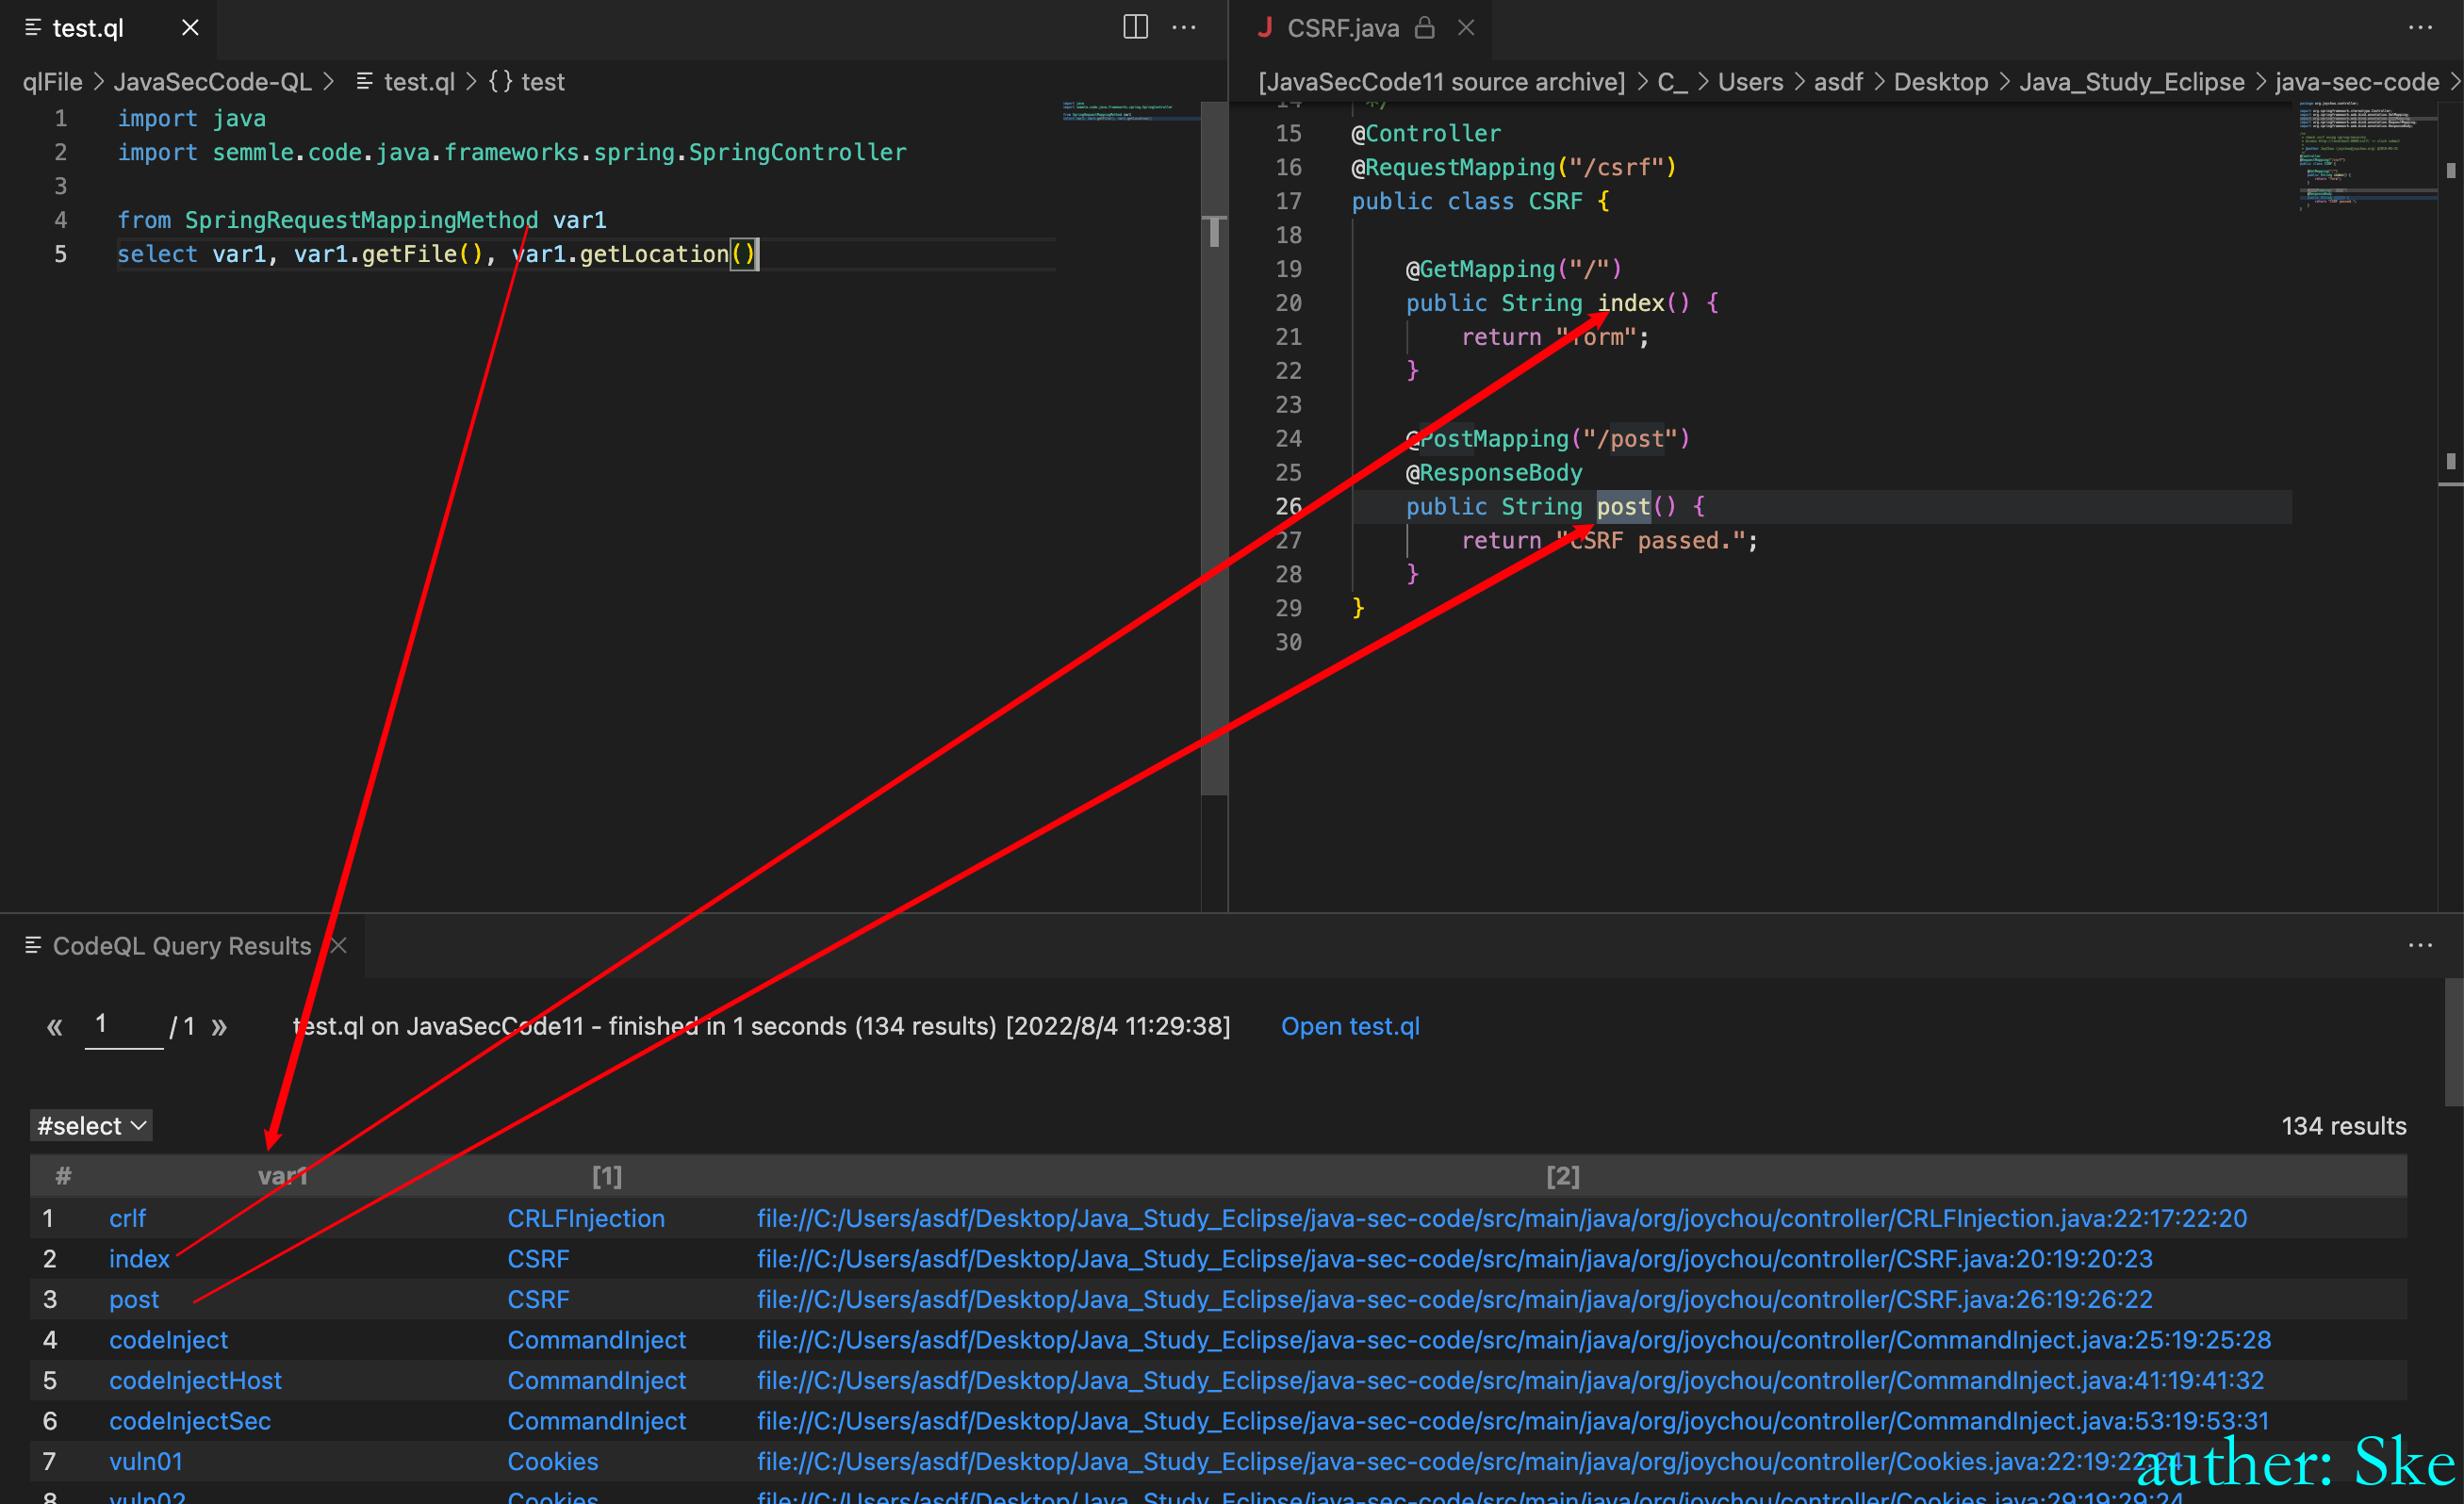 test.ql
qlFile > JavaSecCode-QL > test.ql > {} test
1 import java
2 import semmle.code.java.frameworks.spring.SpringController
3
4 from SpringRequestMappingMethod var1
5 select var1, var1.getFile(), var1.getLocation()
J CSRF.java
[JavaSecCode11 source archive] > C_ > Users > asdf > Desktop > Java_Study_Eclipse > java-sec-code >
14 */
15 @Controller
16 @RequestMapping("/csrf")
17 public class CSRF {
18
19 @GetMapping("/")
20 public String index() {
21 return "form";
22 }
23
24 @PostMapping("/post")
25 @ResponseBody
26 public String post() {
27 return "CSRF passed.";
28 }
29 }
30
CodeQL Query Results
« 1 / 1 » test.ql on JavaSecCode11 - finished in 1 seconds (134 results) [2022/8/4 11:29:38] Open test.ql
#select 134 results
# var1 [1] [2]
1 crlf CRLFInjection file://C:/Users/asdf/Desktop/Java_Study_Eclipse/java-sec-code/src/main/java/org/joychou/controller/CRLFInjection.java:22:17:22:20
2 index CSRF file://C:/Users/asdf/Desktop/Java_Study_Eclipse/java-sec-code/src/main/java/org/joychou/controller/CSRF.java:20:19:20:23
3 post CSRF file://C:/Users/asdf/Desktop/Java_Study_Eclipse/java-sec-code/src/main/java/org/joychou/controller/CSRF.java:26:19:26:22
4 codeInject CommandInject file://C:/Users/asdf/Desktop/Java_Study_Eclipse/java-sec-code/src/main/java/org/joychou/controller/CommandInject.java:25:19:25:28
5 codeInjectHost CommandInject file://C:/Users/asdf/Desktop/Java_Study_Eclipse/java-sec-code/src/main/java/org/joychou/controller/CommandInject.java:41:19:41:32
6 codeInjectSec CommandInject file://C:/Users/asdf/Desktop/Java_Study_Eclipse/java-sec-code/src/main/java/org/joychou/controller/CommandInject.java:53:19:53:31
7 vuln01 Cookies file://C:/Users/asdf/Desktop/Java_Study_Eclipse/java-sec-code/src/main/java/org/joychou/controller/Cookies.java:22:19:22:24
8 vuln02 Cookies file://C:/Users/asdf/Desktop/Java_Study_Eclipse/java-sec-code/src/main/java/org/joychou/controller/Cookies.java:29:19:29:24
auther: Ske